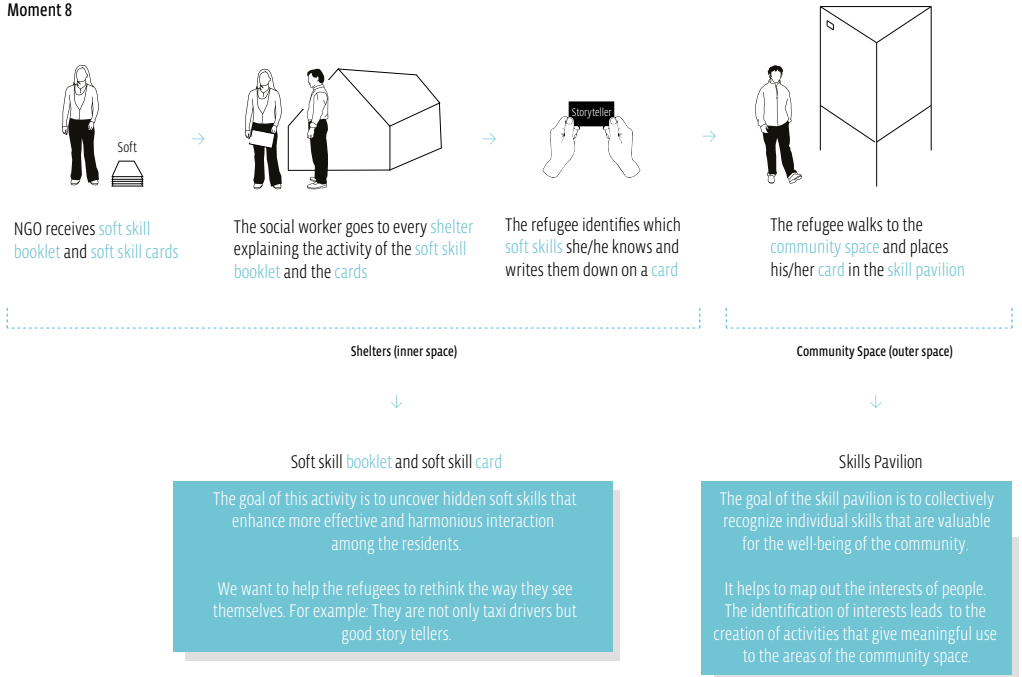 Moment 8
Soft
Storyteller
NGO receives soft skill
booklet and soft skill cards
The social worker goes to every shelter
explaining the activity of the soft skill
booklet and the cards
The refugee identifies which
soft skills she/he knows and
writes them down on a card
The refugee walks to the
community space and places
his/her card in the skill pavilion
Shelters (inner space)
Community Space (outer space)
Soft skill booklet and soft skill card
The goal of this activity is to uncover hidden soft skills that
enhance more effective and harmonious interaction
among the residents.
We want to help the refugees to rethink the way they see
themselves. For example: They are not only taxi drivers but
good story tellers.
Skills Pavilion
The goal of the skill pavilion is to collectively
recognize individual skills that are valuable
for the well-being of the community.
It helps to map out the interests of people.
The identification of interests leads to the
creation of activities that give meaningful use
to the areas of the community space.